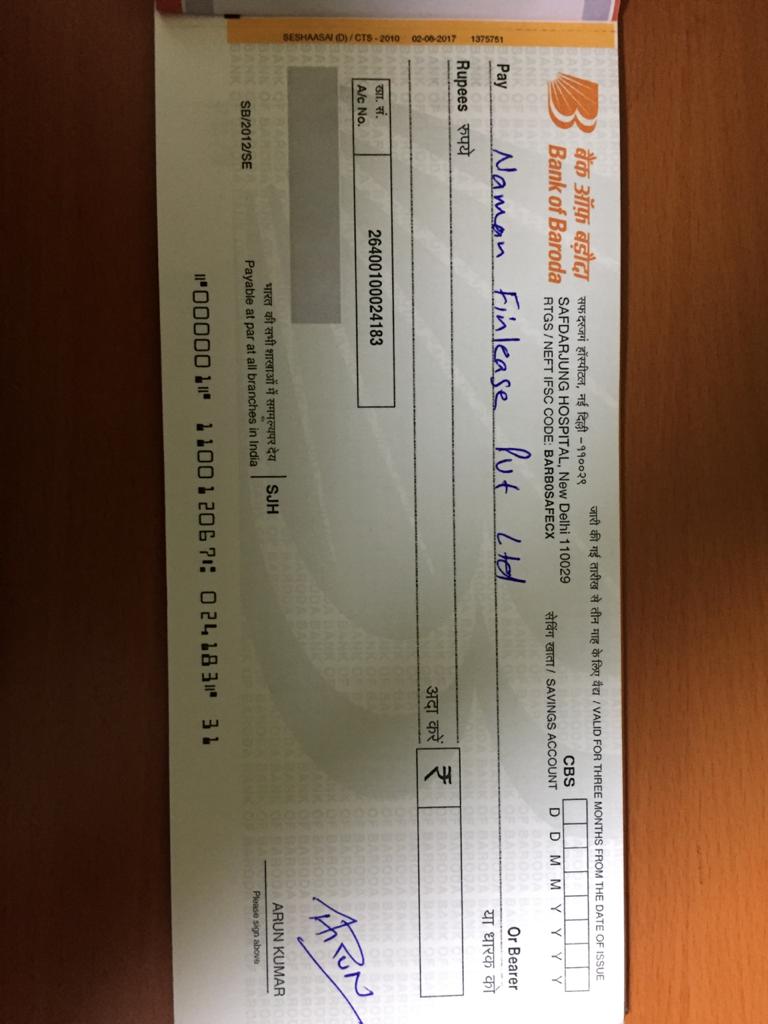 SESHAASAI (D) / CTS - 2010 02-08-2017 1375751
जारी की गई तारीख से तीन माह के लिए वैध / VALID FOR THREE MONTHS FROM THE DATE OF ISSUE
बैंक ऑफ़ बड़ौदा
Bank of Baroda
सफदरजंग हॉस्पीटल, नई दिल्ली - ११००२९
SAFDARJUNG HOSPITAL, New Delhi 110029
RTGS / NEFT IFSC CODE: BARB0SAFECX
सेविंग खाता / SAVINGS ACCOUNT
CBS
D D M M Y Y Y Y
Pay Naman Finlease Pvt Ltd Or Bearer
या धारक को
Rupees रुपये
अदा करें ₹
खा. सं.
A/c No. 26400100024183
SB/2012/SE
भारत की सभी शाखाओं में सममूल्यपर देय
Payable at par at all branches in India
SJH
ARUN
ARUN KUMAR
Please sign above
⑈000001⑈ 110012067⑆ 024183⑈ 31